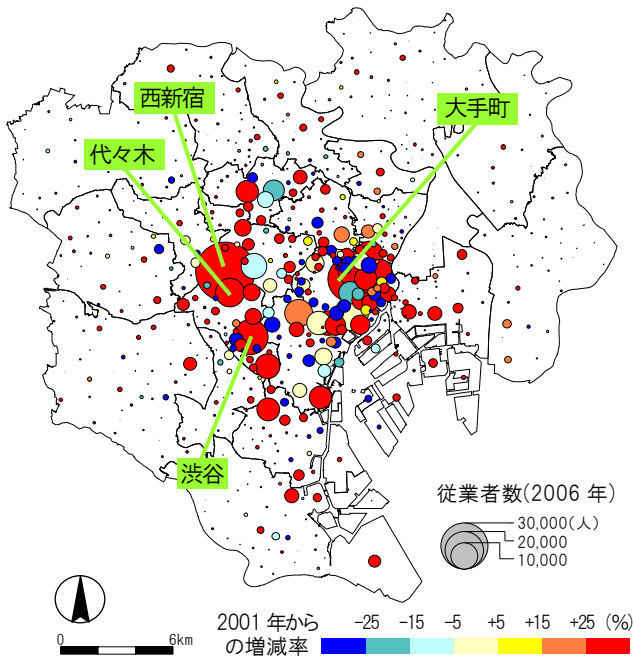 西新宿
大手町
代々木
渋谷
従業者数(2006 年)
30,000(人)
20,000
10,000
0 6km
2001 年から
の増減率
-25 -15 -5 +5 +15 +25 (%)